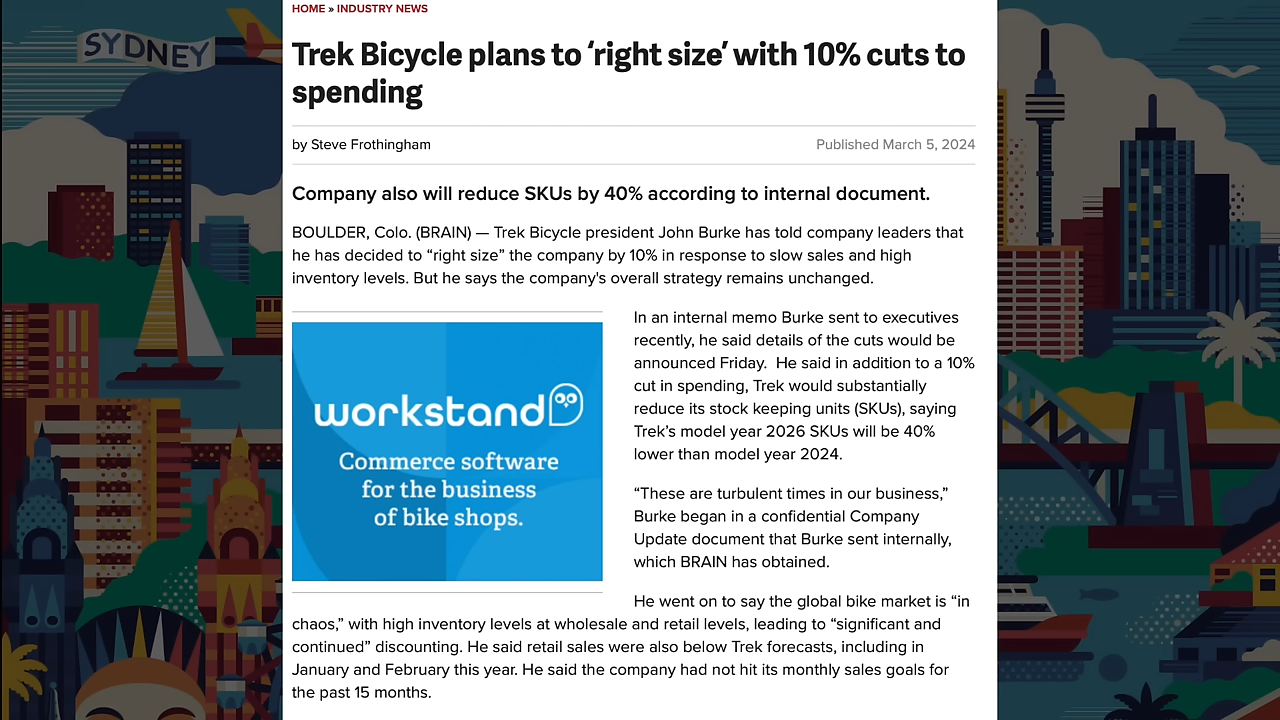 HOME » INDUSTRY NEWS
SYDNEY
Trek Bicycle plans to ‘right size’ with 10% cuts to
spending
by Steve Frothingham
Published March 5, 2024
Company also will reduce SKUs by 40% according to internal document.
BOULDER, Colo. (BRAIN) — Trek Bicycle president John Burke has told company leaders that
he has decided to “right size” the company by 10% in response to slow sales and high
inventory levels. But he says the company's overall strategy remains unchanged.
workstand
Commerce software
for the business
of bike shops.
In an internal memo Burke sent to executives
recently, he said details of the cuts would be
announced Friday.  He said in addition to a 10%
cut in spending, Trek would substantially
reduce its stock keeping units (SKUs), saying
Trek’s model year 2026 SKUs will be 40%
lower than model year 2024.
“These are turbulent times in our business,”
Burke began in a confidential Company
Update document that Burke sent internally,
which BRAIN has obtained.
He went on to say the global bike market is “in
chaos,” with high inventory levels at wholesale and retail levels, leading to “significant and
continued” discounting. He said retail sales were also below Trek forecasts, including in
January and February this year. He said the company had not hit its monthly sales goals for
the past 15 months.